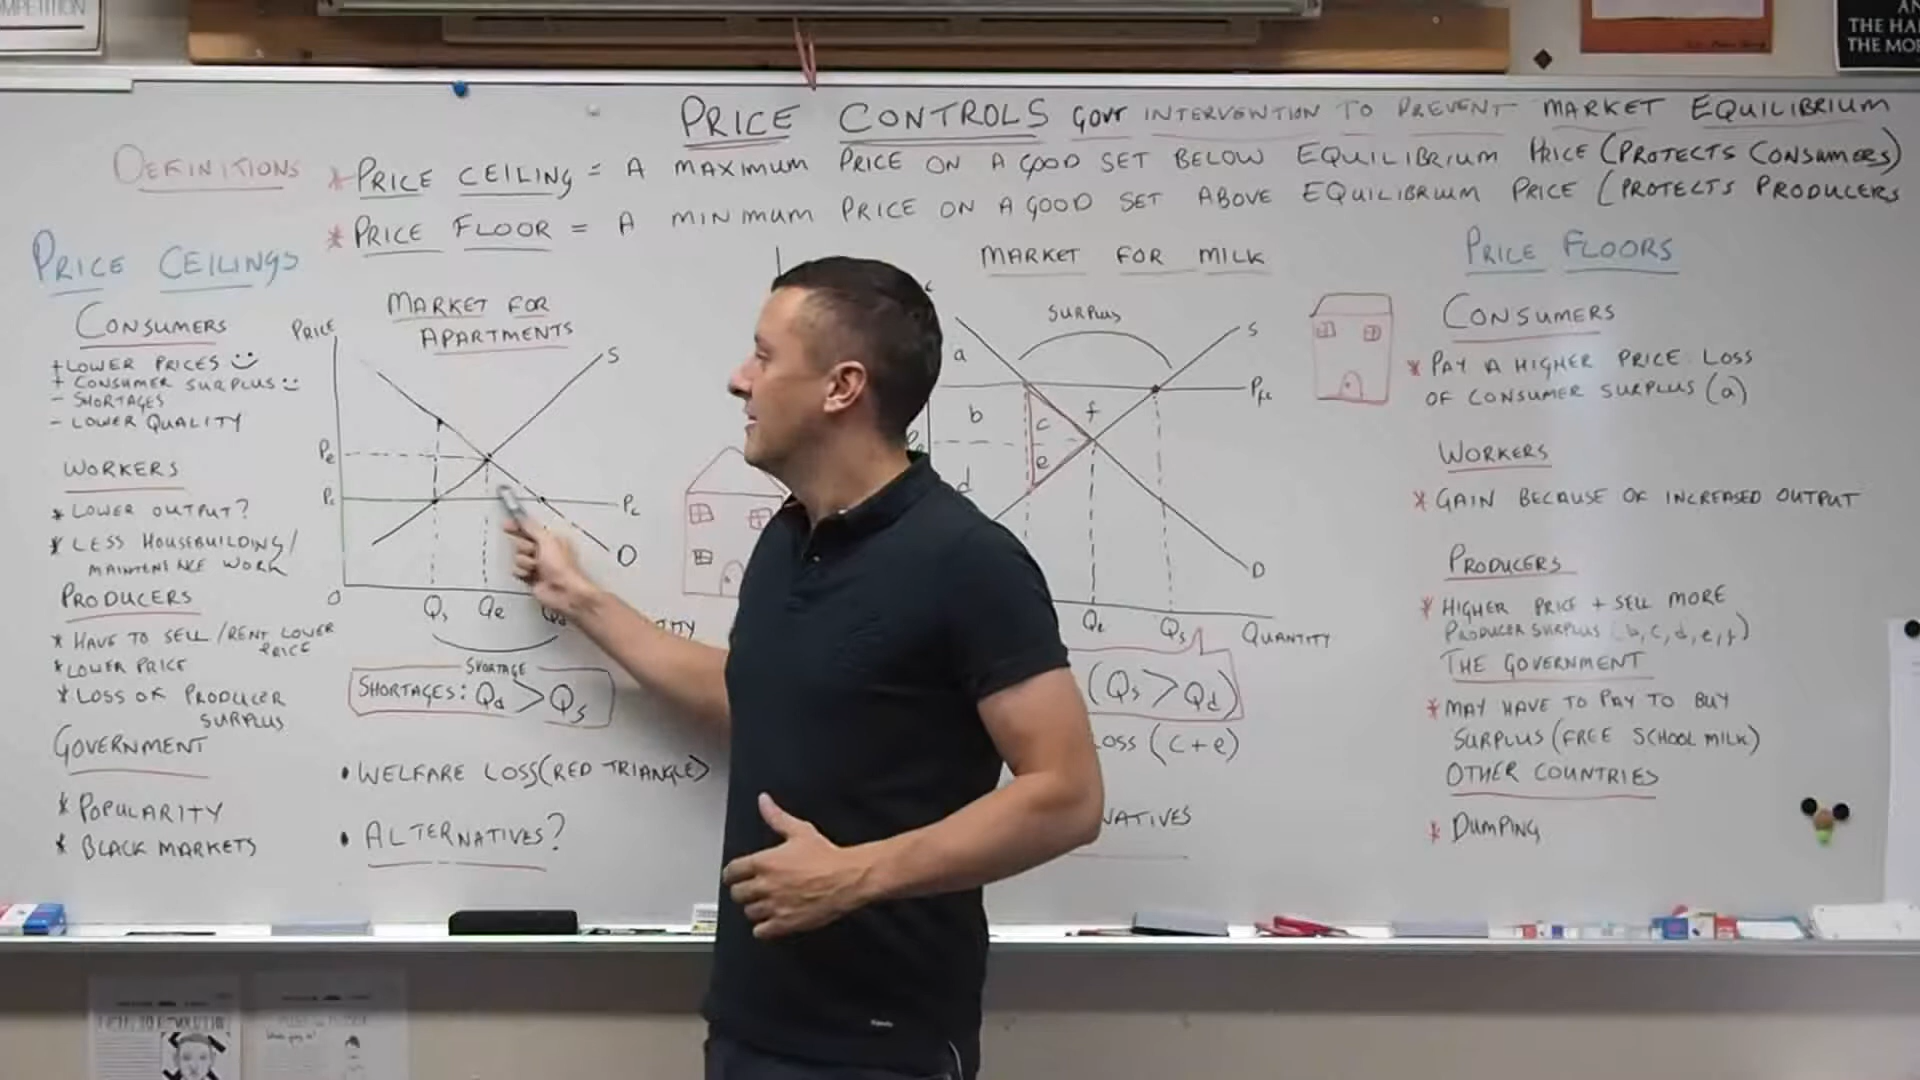 PRICE CONTROLS GOVT INTERVENTION TO PREVENT MARKET EQUILIBRIUM
DEFINITIONS
* PRICE CEILING = A MAXIMUM PRICE ON A GOOD SET BELOW EQUILIBRIUM PRICE (PROTECTS CONSUMERS)
* PRICE FLOOR = A MINIMUM PRICE ON A GOOD SET ABOVE EQUILIBRIUM PRICE (PROTECTS PRODUCERS
PRICE CEILINGS
CONSUMERS
+ LOWER PRICES
+ CONSUMER SURPLUS
- SHORTAGES
- LOWER QUALITY
WORKERS
* LOWER OUTPUT?
* LESS HOUSEBUILDING/
MAINTENENCE WORK
PRODUCERS
* HAVE TO SELL/RENT LOWER
PRICE
* LOWER PRICE
* LOSS OF PRODUCER
SURPLUS
GOVERNMENT
* POPULARITY
* BLACK MARKETS
MARKET FOR
APARTMENTS
PRICE
S
Pe
Pc
Pc
D
O
Qs Qe Qd
SHORTAGE
SHORTAGES: Qd > Qs
• WELFARE LOSS (RED TRIANGLE)
• ALTERNATIVES?
MARKET FOR MILK
SURPLUS
S
a
b
c
f
e
d
D
Qe
Qs
QUANTITY
(Qs > Qd)
LOSS (c+e)
PRICE FLOORS
CONSUMERS
* PAY A HIGHER PRICE LOSS
OF CONSUMER SURPLUS (a)
WORKERS
* GAIN BECAUSE OF INCREASED OUTPUT
PRODUCERS
* HIGHER PRICE + SELL MORE
PRODUCER SURPLUS (b,c,d,e,f)
THE GOVERNMENT
* MAY HAVE TO PAY TO BUY
SURPLUS (FREE SCHOOL MILK)
OTHER COUNTRIES
* DUMPING